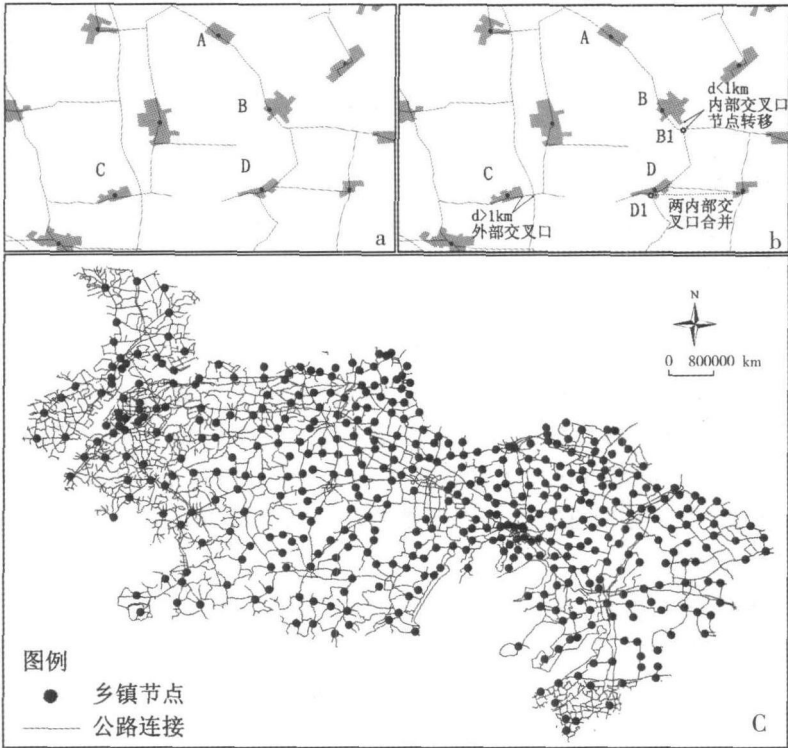 A
B
C
D
a
A
d<1km
B
内部交叉口
节点转移
B1
C
D
D1
d>1km
外部交叉口
两内部交
叉口合并
b
N
0 800000 km
图例
乡镇节点
公路连接
C